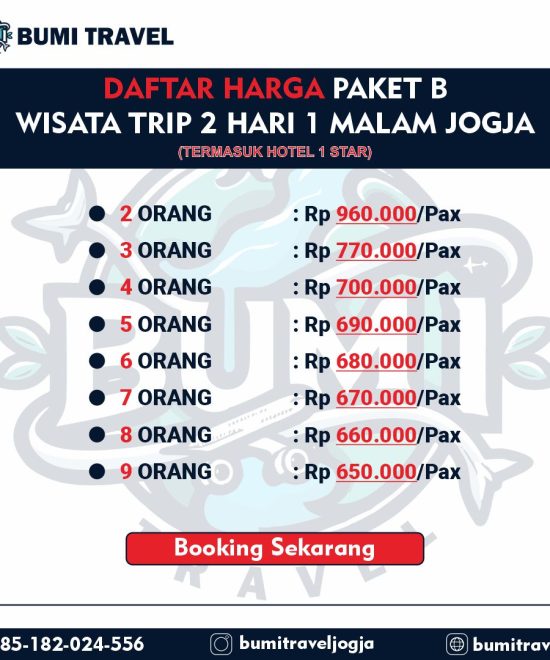 BUMI TRAVEL
DAFTAR HARGA PAKET B
WISATA TRIP 2 HARI 1 MALAM JOGJA
(TERMASUK HOTEL 1 STAR)
2 ORANG : Rp 960.000/Pax
3 ORANG : Rp 770.000/Pax
4 ORANG : Rp 700.000/Pax
5 ORANG : Rp 690.000/Pax
6 ORANG : Rp 680.000/Pax
7 ORANG : Rp 670.000/Pax
8 ORANG : Rp 660.000/Pax
9 ORANG : Rp 650.000/Pax
BUMI
TRAVEL
Booking Sekarang
85-182-024-556 bumitraveljogja bumitrav